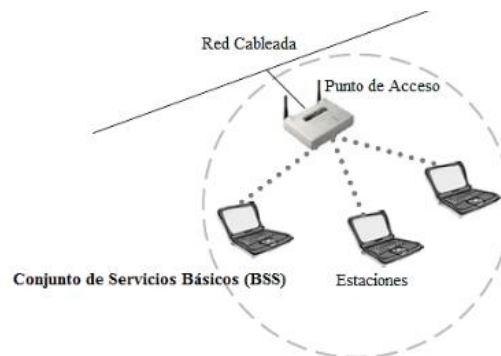 Red Cableada
Punto de Acceso
Conjunto de Servicios Básicos (BSS)
Estaciones